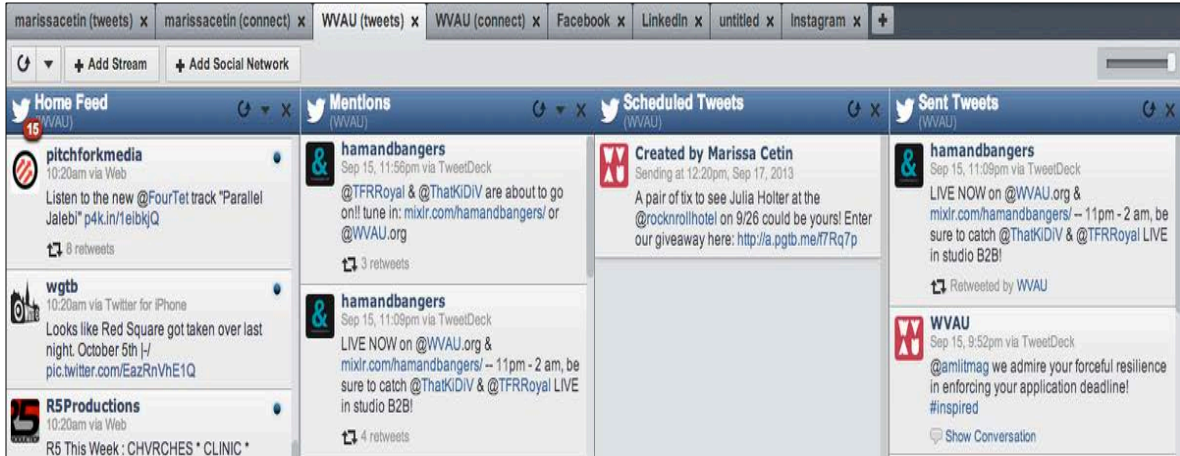 marissacetin (tweets) x marissacetin (connect) x WVAU (tweets) x WVAU (connect) x Facebook x LinkedIn x untitled x Instagram x +
+ Add Stream + Add Social Network
Home Feed
(WVAU)
15
pitchforkmedia
10:20am via Web
Listen to the new @FourTet track "Parallel
Jalebi" p4k.in/1eibkjQ
8 retweets
wgtb
10:20am via Twitter for iPhone
Looks like Red Square got taken over last
night. October 5th |-/
pic.twitter.com/EazRnVhE1Q
R5Productions
10:20am via Web
R5 This Week : CHVRCHES * CLINIC *
Mentions
(WVAU)
hamandbangers
Sep 15, 11:56pm via TweetDeck
@TFRRoyal & @ThatKiDiV are about to go
on!! tune in: mixlr.com/hamandbangers/ or
@WVAU.org
3 retweets
hamandbangers
Sep 15, 11:09pm via TweetDeck
LIVE NOW on @WVAU.org &
mixlr.com/hamandbangers/ -- 11pm - 2 am, be
sure to catch @ThatKiDiV & @TFRRoyal LIVE
in studio B2B!
4 retweets
Scheduled Tweets
(WVAU)
Created by Marissa Cetin
Sending at 12:20pm, Sep 17, 2013
A pair of tix to see Julia Holter at the
@rocknrollhotel on 9/26 could be yours! Enter
our giveaway here: http://a.pgtb.me/f7Rq7p
Sent Tweets
(WVAU)
hamandbangers
Sep 15, 11:09pm via TweetDeck
LIVE NOW on @WVAU.org &
mixlr.com/hamandbangers/ -- 11pm - 2 am, be
sure to catch @ThatKiDiV & @TFRRoyal LIVE
in studio B2B!
Retweeted by WVAU
WVAU
Sep 15, 9:52pm via TweetDeck
@amlitmag we admire your forceful resilience
in enforcing your application deadline!
#inspired
Show Conversation